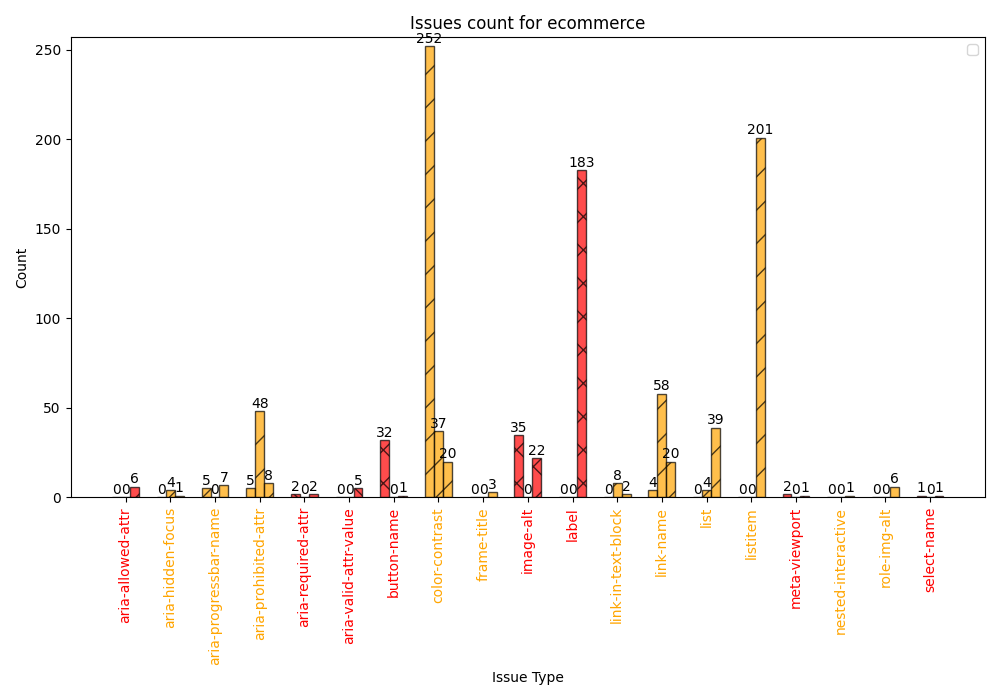 Issues count for ecommerce
Count
250
200
150
100
50
0
0 0 6
0 4 1
5 0 7
5 48 8
2 0 2
0 0 5
32 0 1
252 37 20
0 0 3
35 0 22
0 0 183
0 8 2
4 58 20
0 4 39
0 0 201
2 0 1
0 0 1
0 0 6
1 0 1
aria-allowed-attr
aria-hidden-focus
aria-progressbar-name
aria-prohibited-attr
aria-required-attr
aria-valid-attr-value
button-name
color-contrast
frame-title
image-alt
label
link-in-text-block
link-name
list
listitem
meta-viewport
nested-interactive
role-img-alt
select-name
Issue Type